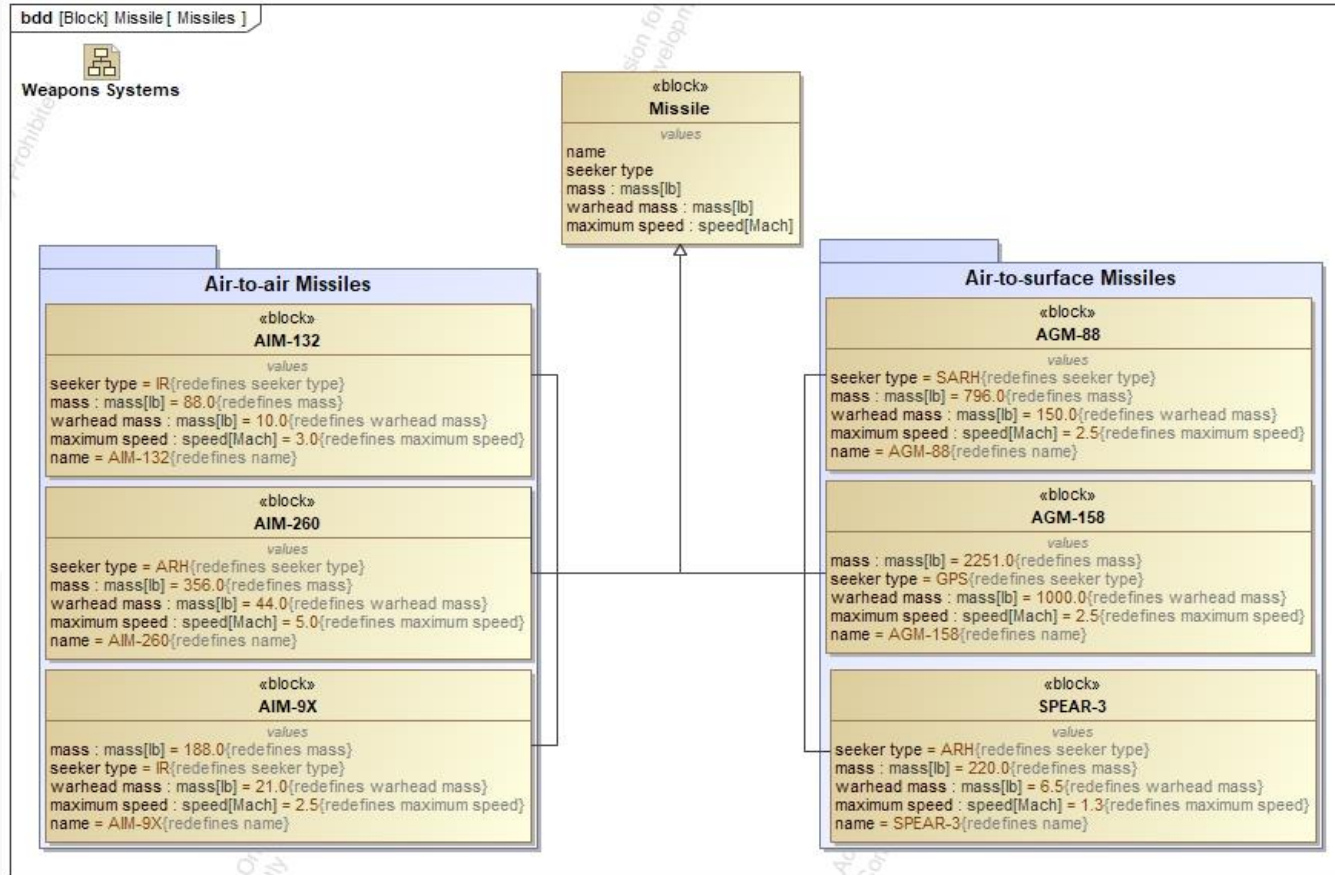 bdd [Block] Missile [ Missiles ]
Weapons Systems
«block»
Missile
values
name
seeker type
mass : mass[lb]
warhead mass : mass[lb]
maximum speed : speed[Mach]
Air-to-air Missiles
«block»
AIM-132
values
seeker type = IR{redefines seeker type}
mass : mass[lb] = 88.0{redefines mass}
warhead mass : mass[lb] = 10.0{redefines warhead mass}
maximum speed : speed[Mach] = 3.0{redefines maximum speed}
name = AIM-132{redefines name}
«block»
AIM-260
values
seeker type = ARH{redefines seeker type}
mass : mass[lb] = 356.0{redefines mass}
warhead mass : mass[lb] = 44.0{redefines warhead mass}
maximum speed : speed[Mach] = 5.0{redefines maximum speed}
name = AIM-260{redefines name}
«block»
AIM-9X
values
mass : mass[lb] = 188.0{redefines mass}
seeker type = IR{redefines seeker type}
warhead mass : mass[lb] = 21.0{redefines warhead mass}
maximum speed : speed[Mach] = 2.5{redefines maximum speed}
name = AIM-9X{redefines name}
Air-to-surface Missiles
«block»
AGM-88
values
seeker type = SARH{redefines seeker type}
mass : mass[lb] = 796.0{redefines mass}
warhead mass : mass[lb] = 150.0{redefines warhead mass}
maximum speed : speed[Mach] = 2.5{redefines maximum speed}
name = AGM-88{redefines name}
«block»
AGM-158
values
mass : mass[lb] = 2251.0{redefines mass}
seeker type = GPS{redefines seeker type}
warhead mass : mass[lb] = 1000.0{redefines warhead mass}
maximum speed : speed[Mach] = 2.5{redefines maximum speed}
name = AGM-158{redefines name}
«block»
SPEAR-3
values
seeker type = ARH{redefines seeker type}
mass : mass[lb] = 220.0{redefines mass}
warhead mass : mass[lb] = 6.5{redefines warhead mass}
maximum speed : speed[Mach] = 1.3{redefines maximum speed}
name = SPEAR-3{redefines name}